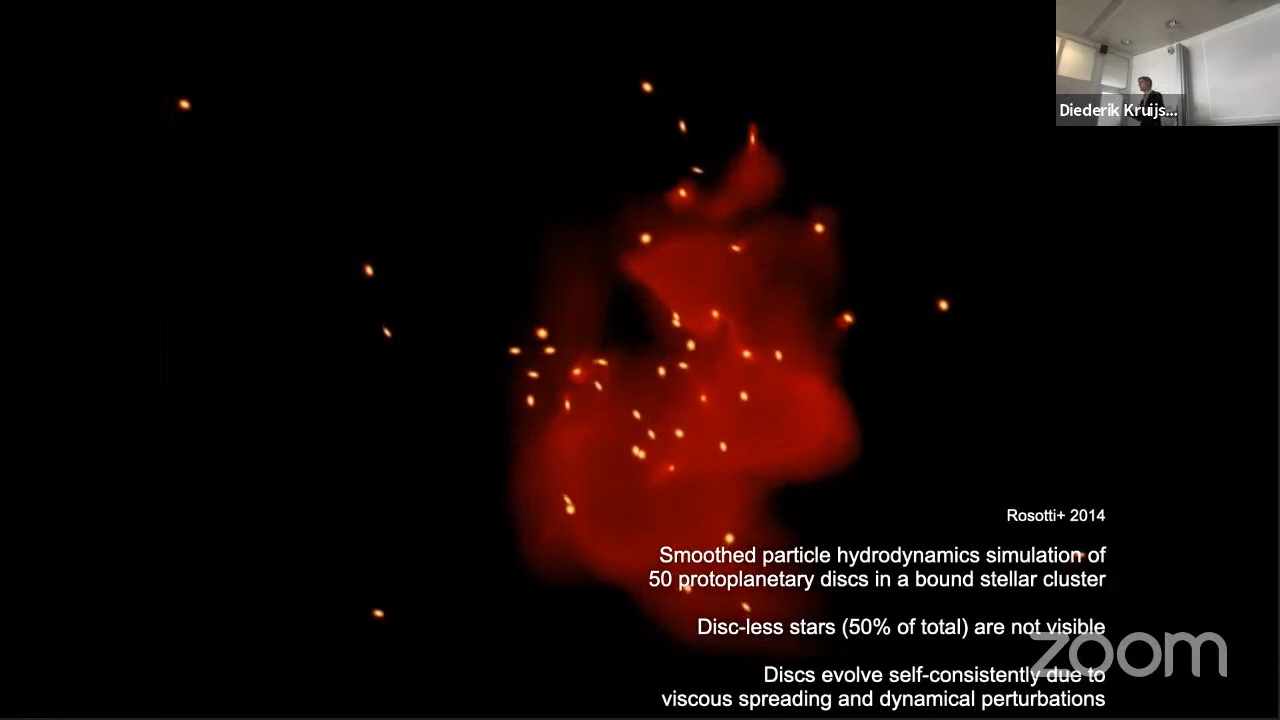 Diederik Kruijs...
Rosotti+ 2014
Smoothed particle hydrodynamics simulation of
50 protoplanetary discs in a bound stellar cluster
Disc-less stars (50% of total) are not visible
Discs evolve self-consistently due to
viscous spreading and dynamical perturbations
zoom